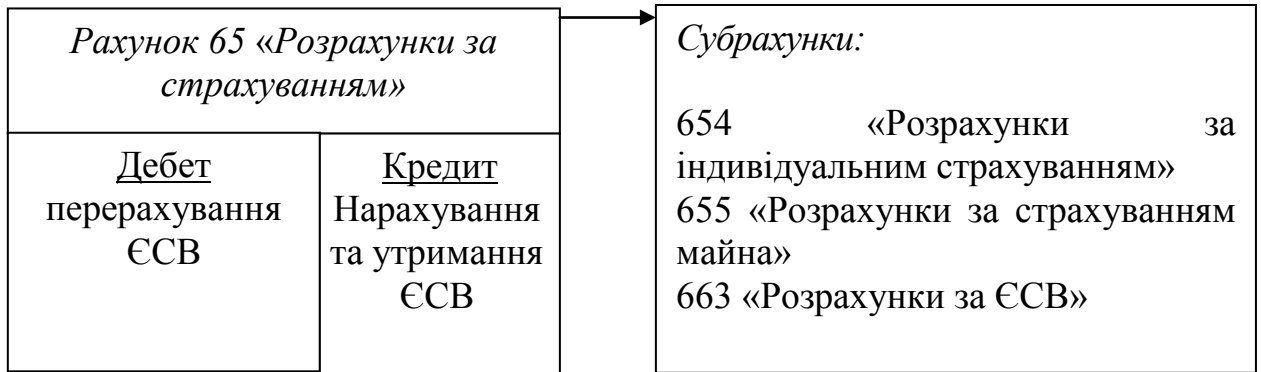 Рахунок 65 «Розрахунки за
страхуванням»
Дебет
перерахування
ЄСВ
Кредит
Нарахування
та утримання
ЄСВ
Субрахунки:
654 «Розрахунки за
індивідуальним страхуванням»
655 «Розрахунки за страхуванням
майна»
663 «Розрахунки за ЄСВ»